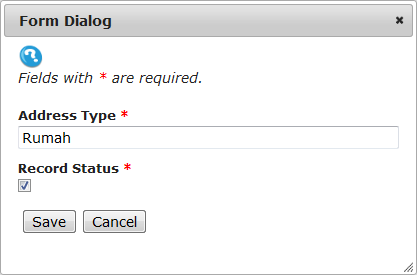 Form Dialog
Fields with * are required.
Address Type *
Rumah
Record Status *
Save Cancel